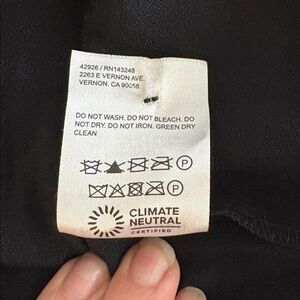 42926 / RN143248
2263 E VERNON AVE.
VERNON, CA 90058
DO NOT WASH. DO NOT BLEACH. DO
NOT DRY. DO NOT IRON. GREEN DRY
CLEAN
P
P
CLIMATE
NEUTRAL
CERTIFIED